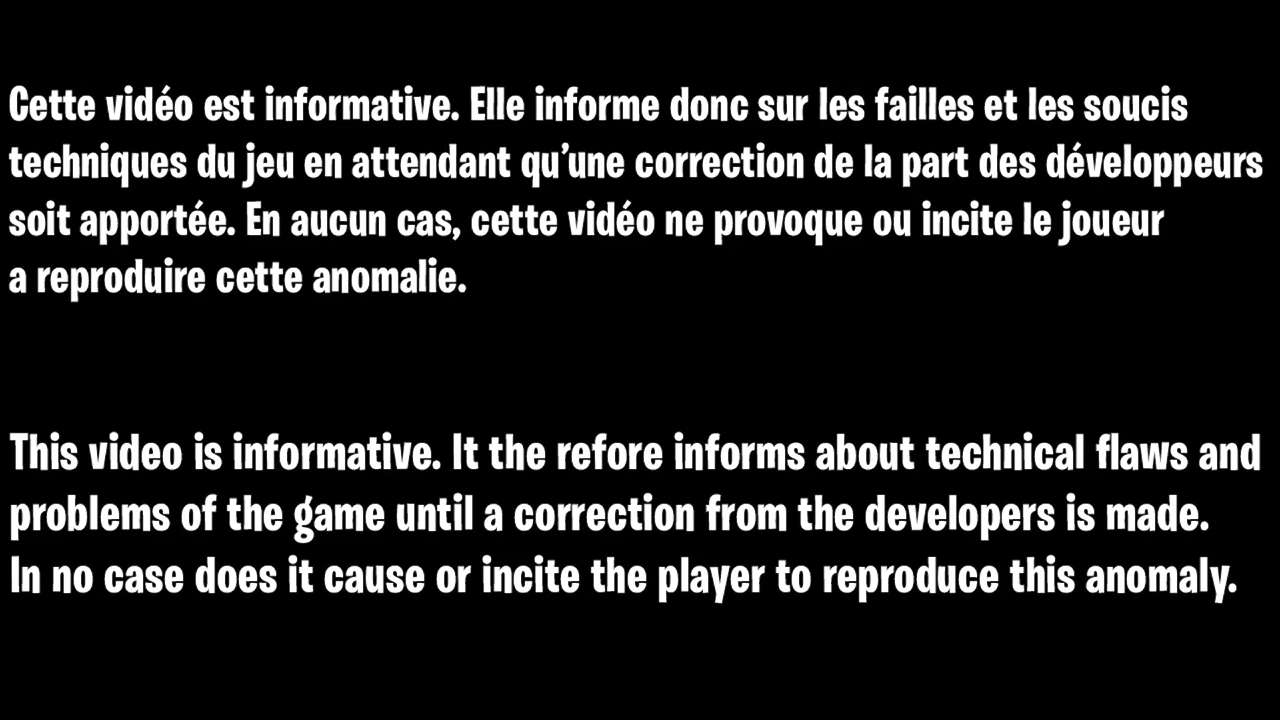 Cette vidéo est informative. Elle informe donc sur les failles et les soucis
techniques du jeu en attendant qu’une correction de la part des développeurs
soit apportée. En aucun cas, cette vidéo ne provoque ou incite le joueur
a reproduire cette anomalie.
This video is informative. It the refore informs about technical flaws and
problems of the game until a correction from the developers is made.
In no case does it cause or incite the player to reproduce this anomaly.